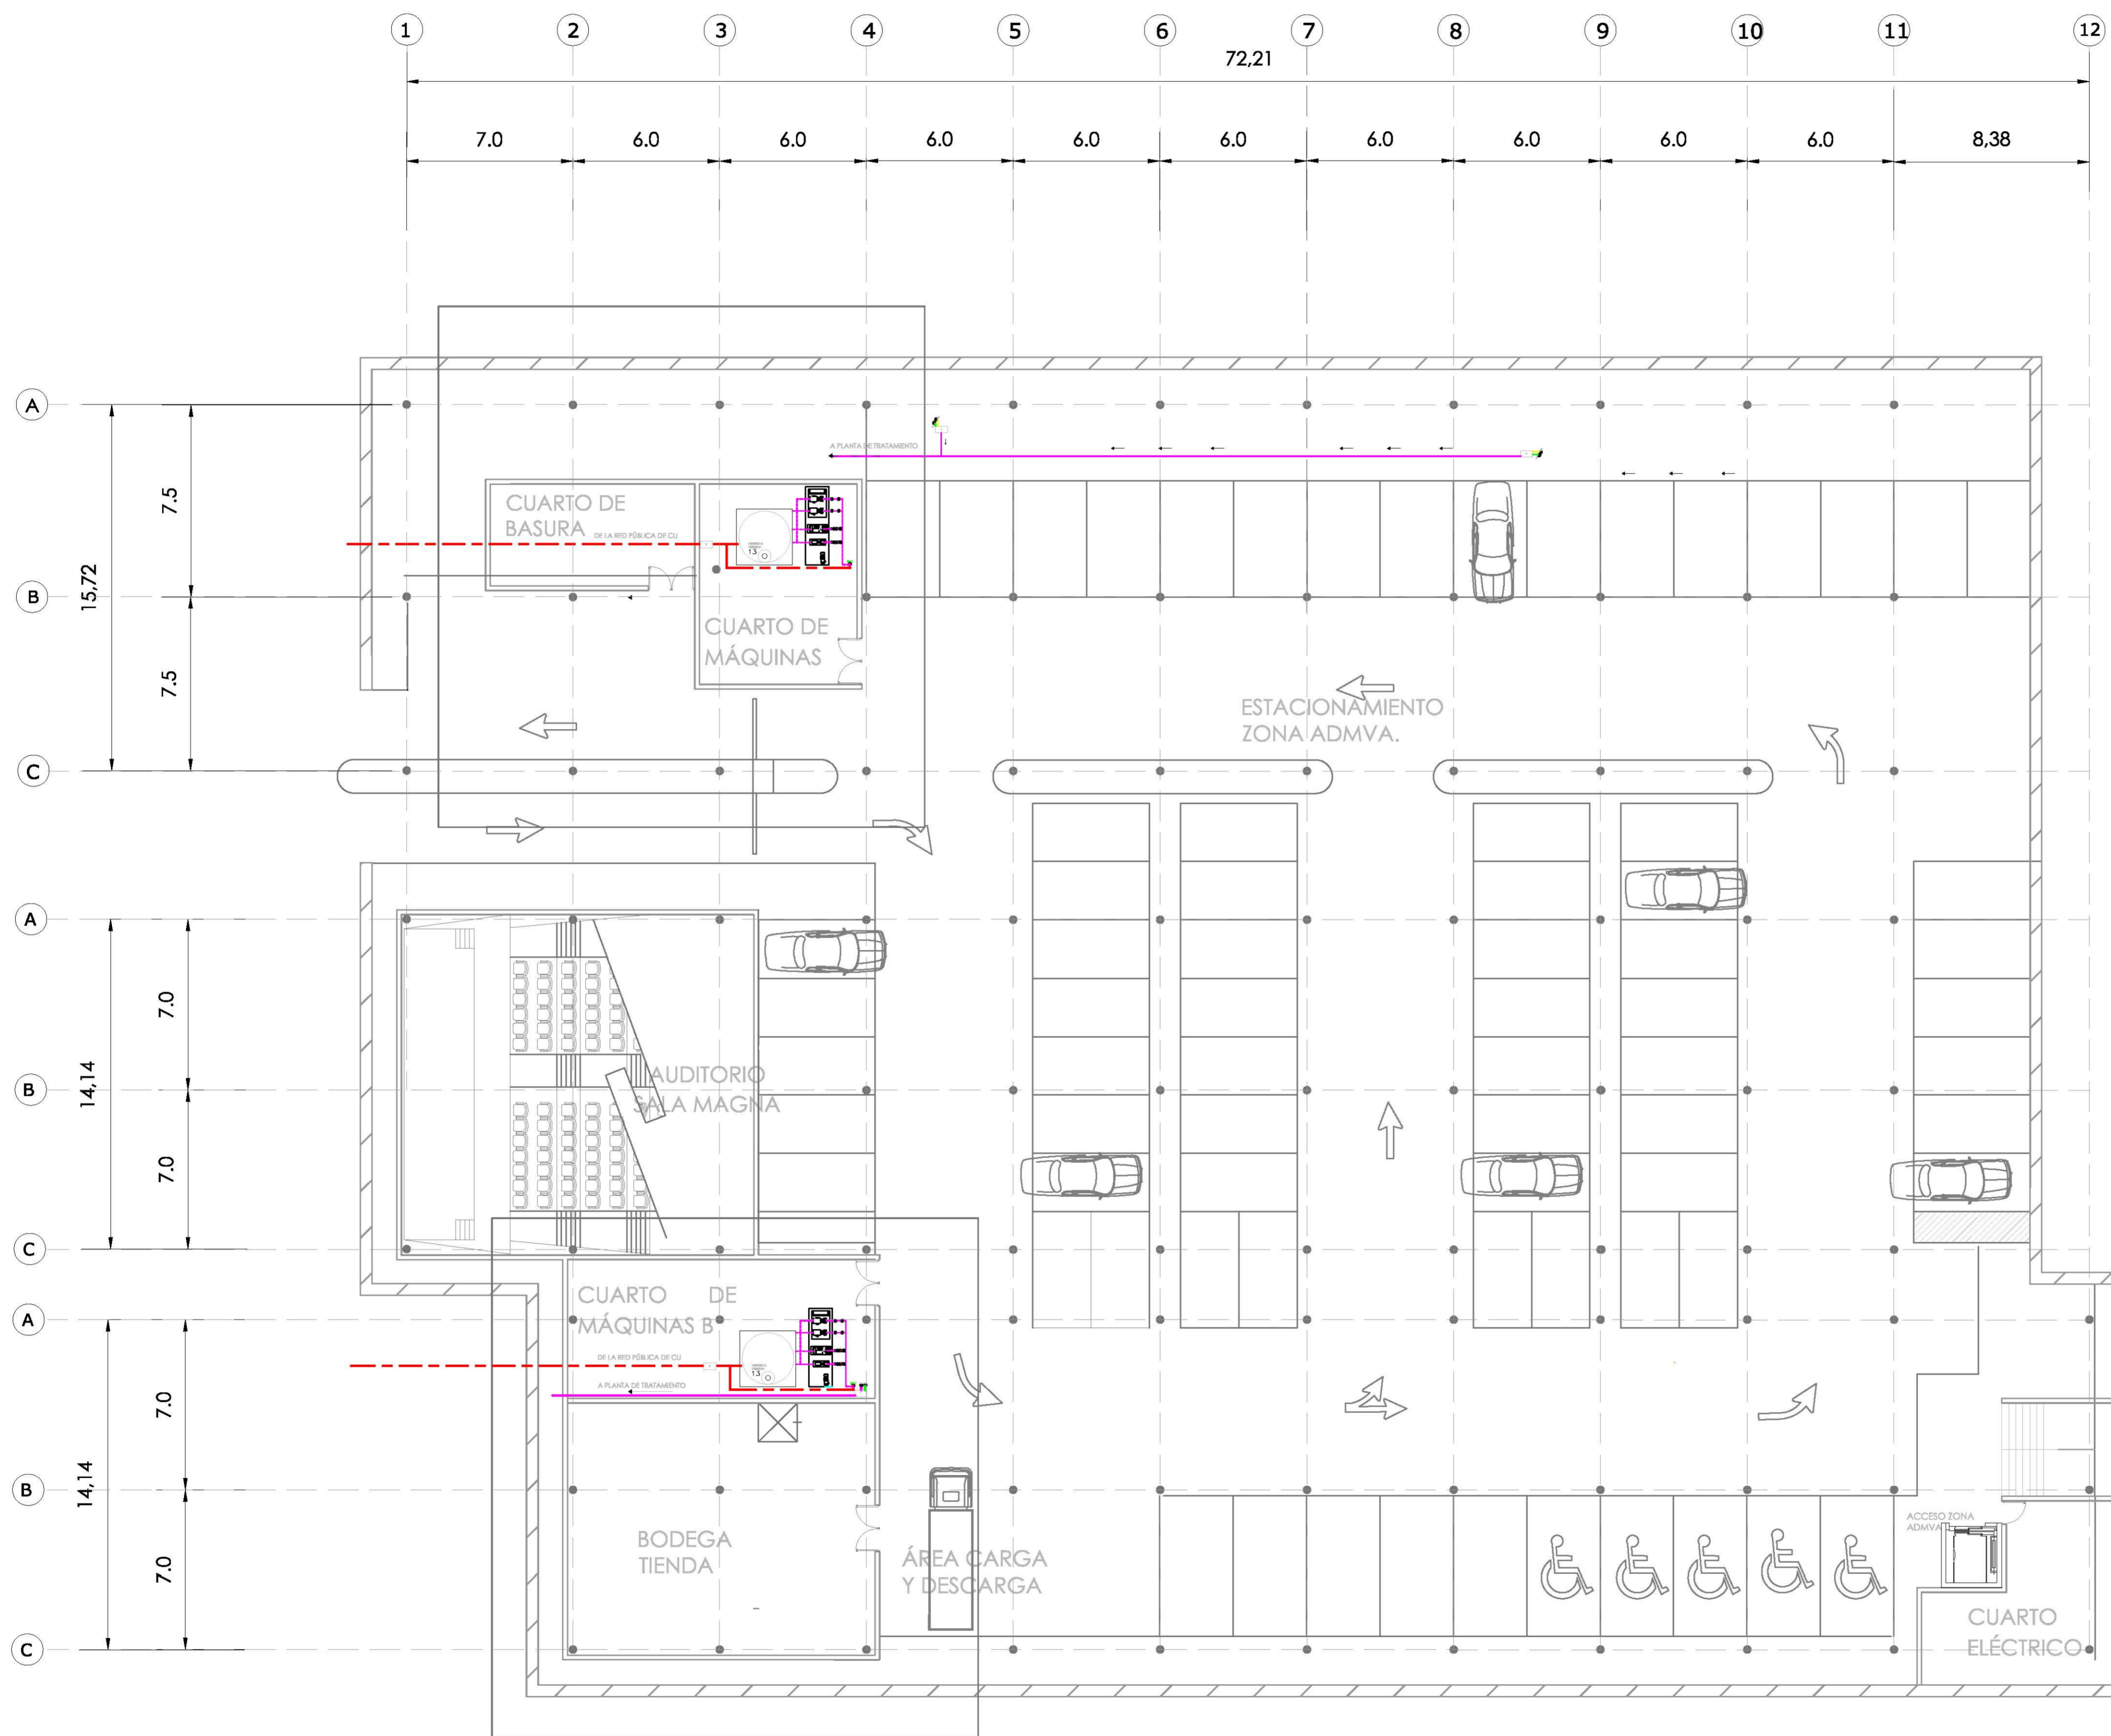 1 2 3 4 5 6 7 8 9 10 11 12
72,21
7.0 6.0 6.0 6.0 6.0 6.0 6.0 6.0 6.0 6.0 8,38
A
A PLANTA DE TRATAMIENTO
7.5
CUARTO DE
BASURA
DE LA RED PÚBLICA DE CU
13
15,72
B
CUARTO DE
MÁQUINAS
7.5
ESTACIONAMIENTO
ZONA ADMVA.
C
A
7.0
AUDITORIO
SALA MAGNA
14,14
B
7.0
C
CUARTO DE
MÁQUINAS B
A
DE LA RED PÚBLICA DE CU
13
A PLANTA DE TRATAMIENTO
7.0
14,14
B
ACCESO ZONA
ADMVA
BODEGA
TIENDA
ÁREA CARGA
Y DESCARGA
7.0
CUARTO
ELÉCTRICO
C